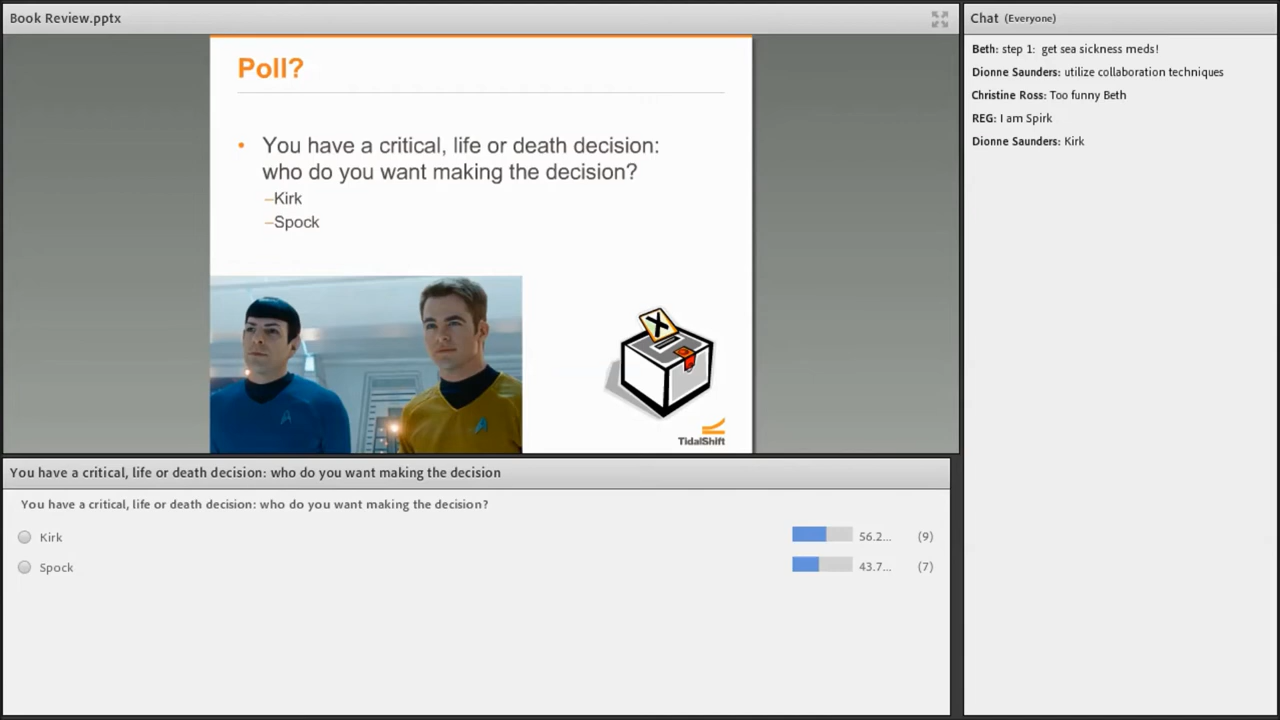 Book Review.pptx
Poll?
• You have a critical, life or death decision:
who do you want making the decision?
–Kirk
–Spock
X
TidalShift
You have a critical, life or death decision: who do you want making the decision
You have a critical, life or death decision: who do you want making the decision?
Kirk 56.2... (9)
Spock 43.7... (7)
Chat (Everyone)
Beth: step 1: get sea sickness meds!
Dionne Saunders: utilize collaboration techniques
Christine Ross: Too funny Beth
REG: I am Spirk
Dionne Saunders: Kirk